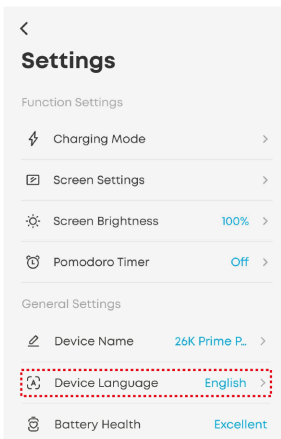 Settings
Function Settings
Charging Mode
Screen Settings
Screen Brightness 100%
Pomodoro Timer Off
General Settings
Device Name 26K Prime P...
Device Language English
Battery Health Excellent